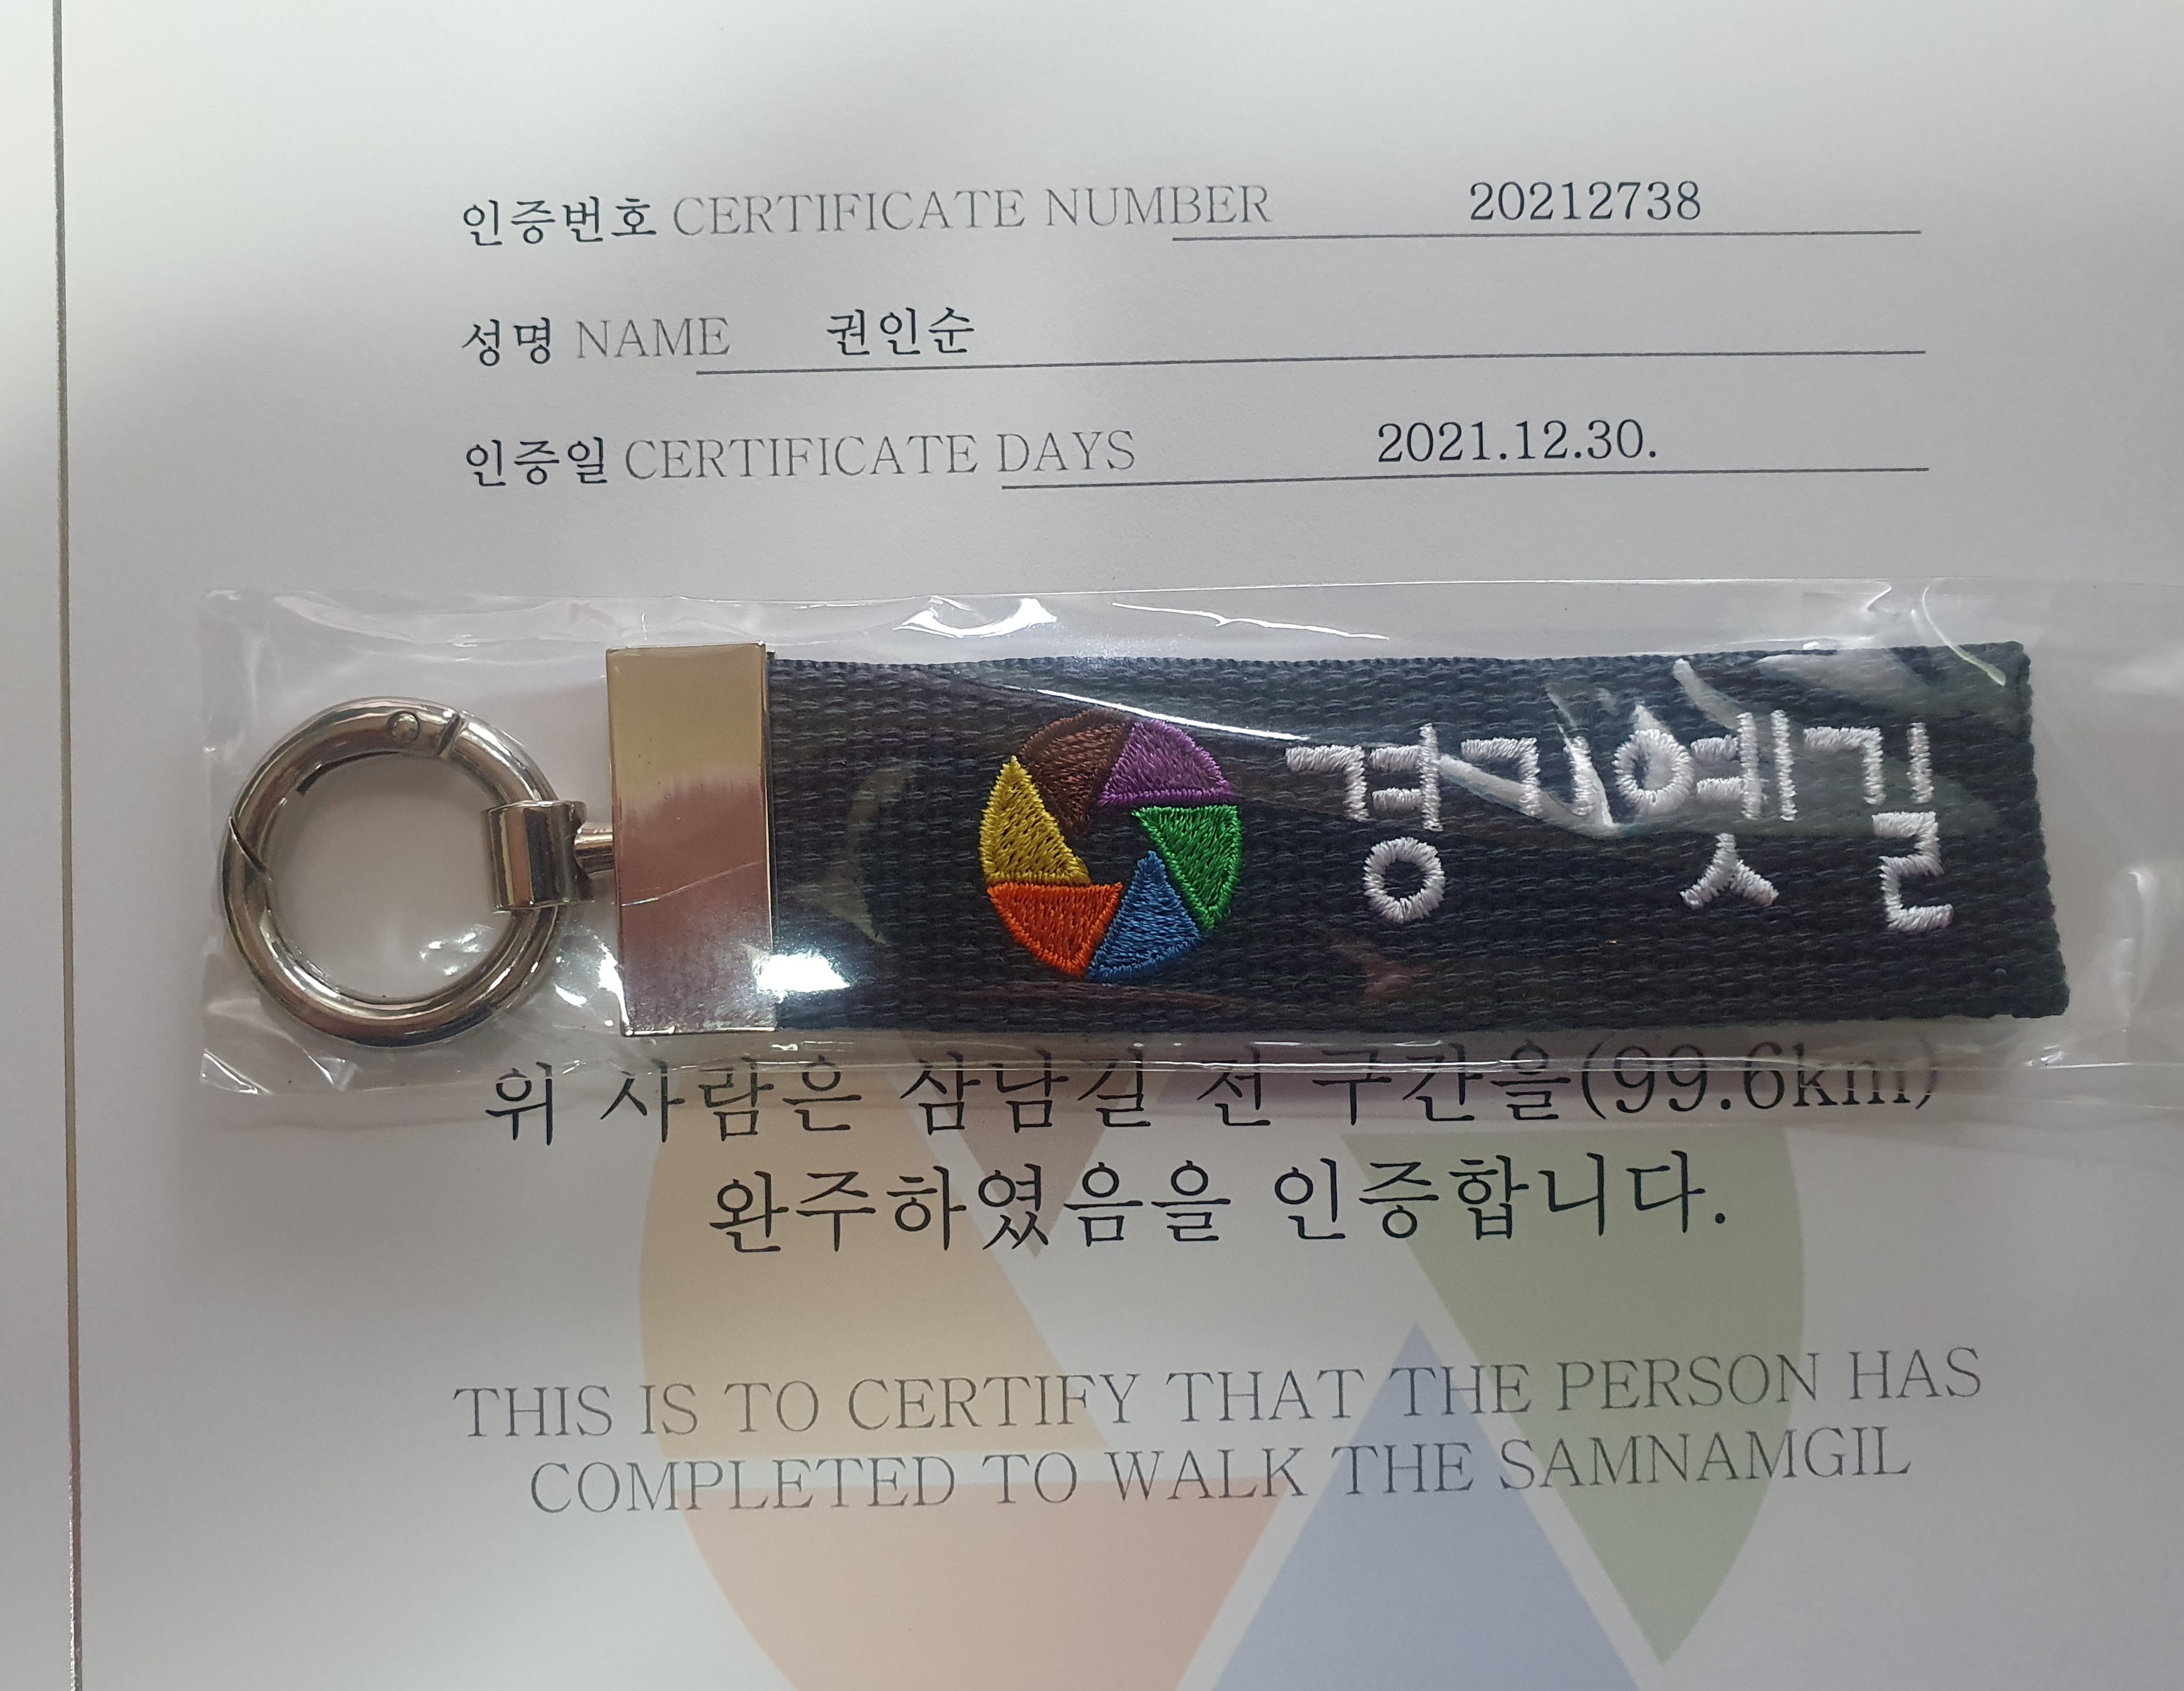 인증번호 CERTIFICATE NUMBER 20212738
성명 NAME 권인순
인증일 CERTIFICATE DAYS 2021.12.30.
경기옛길
위 사람은 삼남길 전 구간을(99.6km)
완주하였음을 인증합니다.
THIS IS TO CERTIFY THAT THE PERSON HAS
COMPLETED TO WALK THE SAMNAMGIL